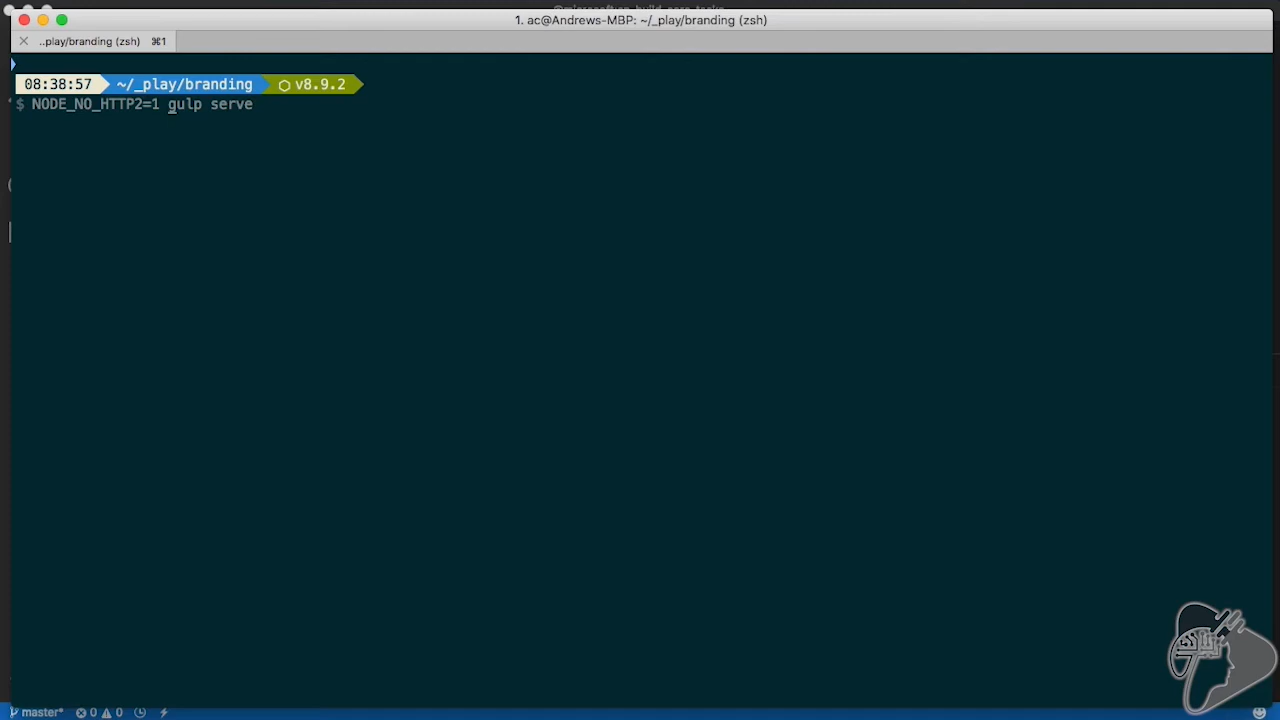 1. ac@Andrews-MBP: ~/_play/branding (zsh)
..play/branding (zsh) ⌘1
08:38:57 ~/_play/branding v8.9.2
$ NODE_NO_HTTP2=1 gulp serve
master* 0 0